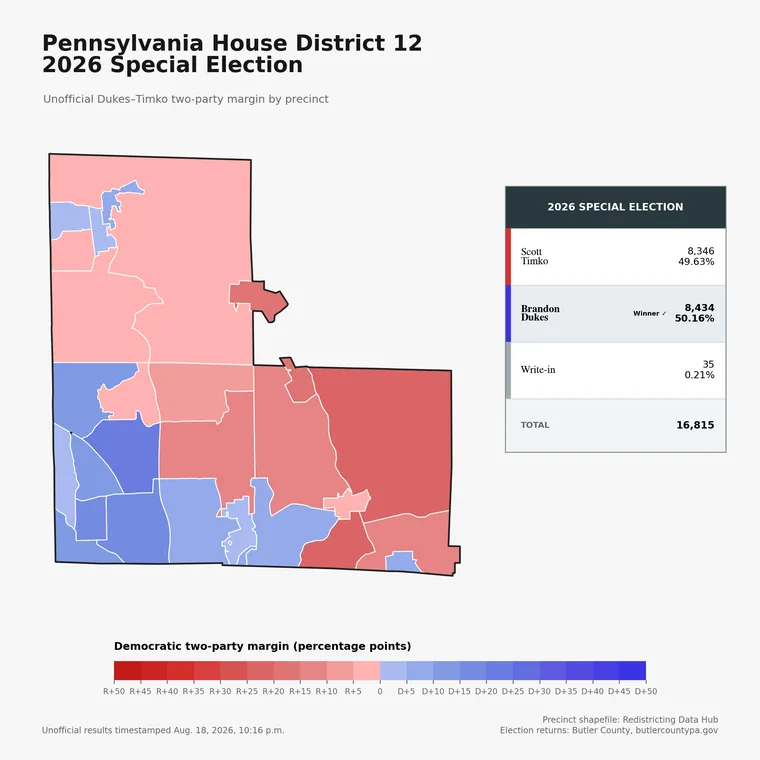 Pennsylvania House District 12
2026 Special Election
Unofficial Dukes–Timko two-party margin by precinct
2026 SPECIAL ELECTION
Scott
Timko
8,346
49.63%
Brandon
Dukes
Winner ✓
8,434
50.16%
Write-in
35
0.21%
TOTAL
16,815
Democratic two-party margin (percentage points)
R+50 R+45 R+40 R+35 R+30 R+25 R+20 R+15 R+10 R+5 0 D+5 D+10 D+15 D+20 D+25 D+30 D+35 D+40 D+45 D+50
Precinct shapefile: Redistricting Data Hub
Unofficial results timestamped Aug. 18, 2026, 10:16 p.m.
Election returns: Butler County, butlercountypa.gov